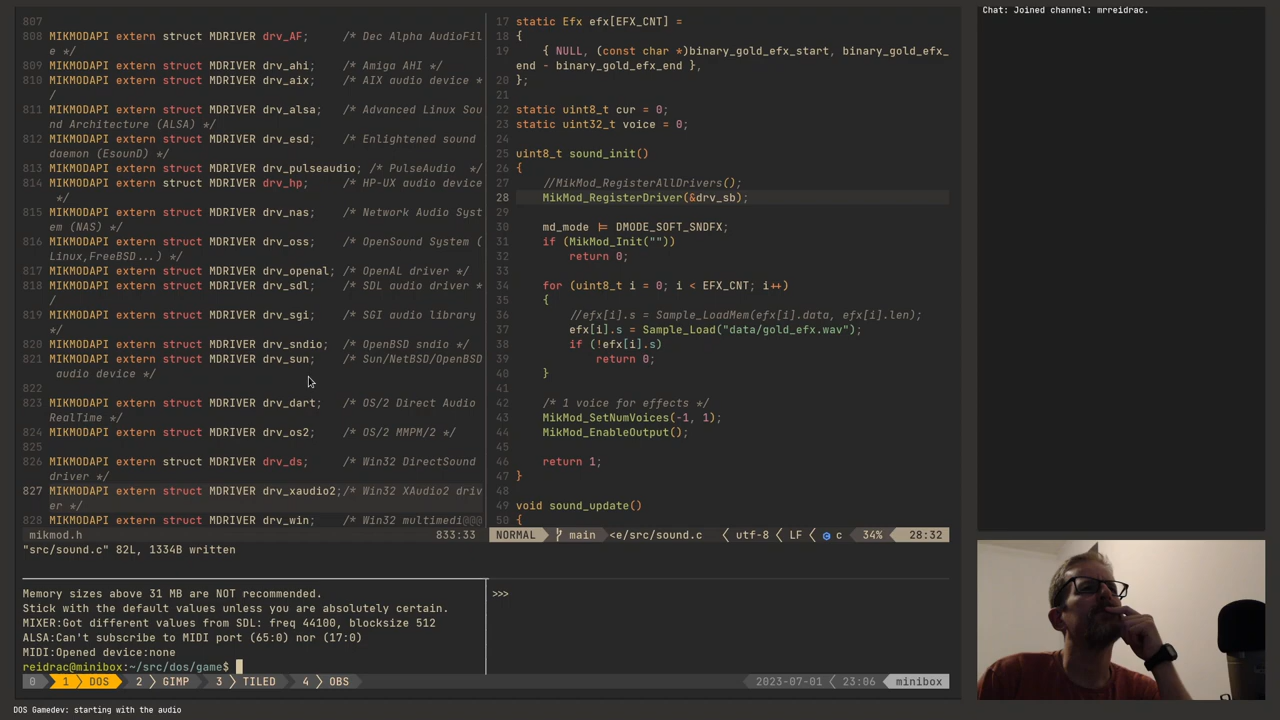 Chat: Joined channel: mrreidrac.
807
808 MIKMODAPI extern struct MDRIVER drv_AF;     /* Dec Alpha AudioFil
e */
809 MIKMODAPI extern struct MDRIVER drv_ahi;    /* Amiga AHI */
810 MIKMODAPI extern struct MDRIVER drv_aix;    /* AIX audio device *
/
811 MIKMODAPI extern struct MDRIVER drv_alsa;   /* Advanced Linux Sou
nd Architecture (ALSA) */
812 MIKMODAPI extern struct MDRIVER drv_esd;    /* Enlightened sound
daemon (EsounD) */
813 MIKMODAPI extern struct MDRIVER drv_pulseaudio; /* PulseAudio  */
814 MIKMODAPI extern struct MDRIVER drv_hp;     /* HP-UX audio device
 */
815 MIKMODAPI extern struct MDRIVER drv_nas;    /* Network Audio Syst
em (NAS) */
816 MIKMODAPI extern struct MDRIVER drv_oss;    /* OpenSound System (
Linux,FreeBSD...) */
817 MIKMODAPI extern struct MDRIVER drv_openal; /* OpenAL driver */
818 MIKMODAPI extern struct MDRIVER drv_sdl;    /* SDL audio driver *
/
819 MIKMODAPI extern struct MDRIVER drv_sgi;    /* SGI audio library
*/
820 MIKMODAPI extern struct MDRIVER drv_sndio;  /* OpenBSD sndio */
821 MIKMODAPI extern struct MDRIVER drv_sun;    /* Sun/NetBSD/OpenBSD
 audio device */
822
823 MIKMODAPI extern struct MDRIVER drv_dart;   /* OS/2 Direct Audio
RealTime */
824 MIKMODAPI extern struct MDRIVER drv_os2;    /* OS/2 MMPM/2 */
825
826 MIKMODAPI extern struct MDRIVER drv_ds;     /* Win32 DirectSound
driver */
827 MIKMODAPI extern struct MDRIVER drv_xaudio2;/* Win32 XAudio2 driv
er */
828 MIKMODAPI extern struct MDRIVER drv_win;    /* Win32 multimedi@@@
mikmod.h 833:33
17 static Efx efx[EFX_CNT] =
18 {
19     { NULL, (const char *)binary_gold_efx_start, binary_gold_efx_
end - binary_gold_efx_end },
20 };
21
22 static uint8_t cur = 0;
23 static uint32_t voice = 0;
24
25 uint8_t sound_init()
26 {
27     //MikMod_RegisterAllDrivers();
28     MikMod_RegisterDriver(&drv_sb);
29
30     md_mode |= DMODE_SOFT_SNDFX;
31     if (MikMod_Init(""))
32         return 0;
33
34     for (uint8_t i = 0; i < EFX_CNT; i++)
35     {
36         //efx[i].s = Sample_LoadMem(efx[i].data, efx[i].len);
37         efx[i].s = Sample_Load("data/gold_efx.wav");
38         if (!efx[i].s)
39             return 0;
40     }
41
42     /* 1 voice for effects */
43     MikMod_SetNumVoices(-1, 1);
44     MikMod_EnableOutput();
45
46     return 1;
47 }
48
49 void sound_update()
50 {
NORMAL main <e/src/sound.c utf-8 LF c 34% 28:32
"src/sound.c" 82L, 1334B written
Memory sizes above 31 MB are NOT recommended.
Stick with the default values unless you are absolutely certain.
MIXER:Got different values from SDL: freq 44100, blocksize 512
ALSA:Can't subscribe to MIDI port (65:0) nor (17:0)
MIDI:Opened device:none
reidrac@minibox:~/src/dos/game$
>>>
0 1 DOS 2 GIMP 3 TILED 4 OBS 2023-07-01 23:06 minibox
DOS Gamedev: starting with the audio